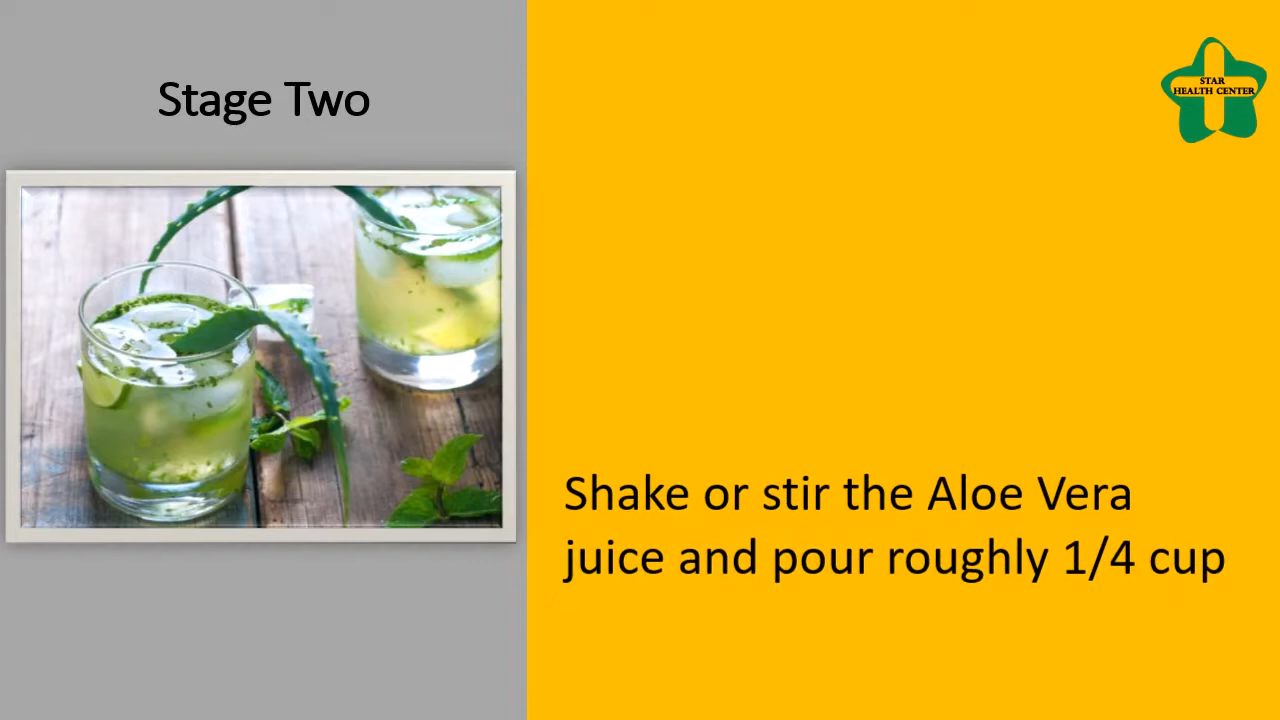 Stage Two
STAR
HEALTH CENTER
Shake or stir the Aloe Vera
juice and pour roughly 1/4 cup